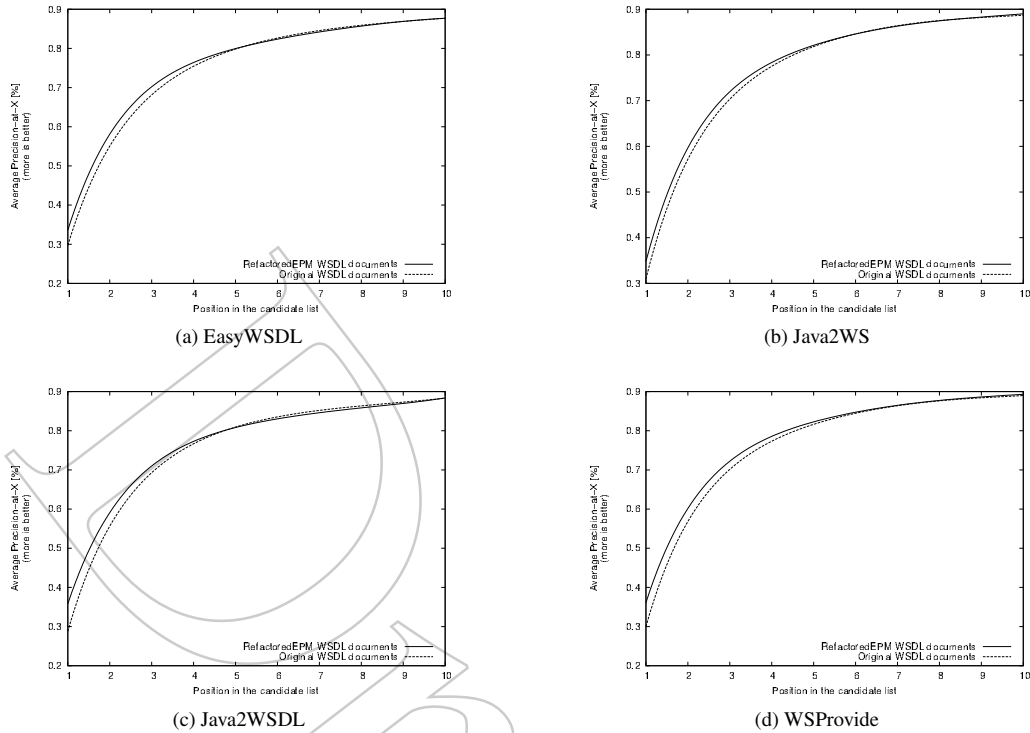 0.9
0.8
0.7
0.6
0.5
0.4
0.3
0.2
Average Precision-at-X [%]
(more is better)
RefactoredEPM WSDL documents
Original WSDL documents
1 2 3 4 5 6 7 8 9 10
Position in the candidate list
(a) EasyWSDL
0.9
0.8
0.7
0.6
0.5
0.4
0.3
Average Precision-at-X [%]
(more is better)
RefactoredEPM WSDL documents
Original WSDL documents
1 2 3 4 5 6 7 8 9 10
Position in the candidate list
(b) Java2WS
0.9
0.8
0.7
0.6
0.5
0.4
0.3
0.2
Average Precision-at-X [%]
(more is better)
RefactoredEPM WSDL documents
Original WSDL documents
1 2 3 4 5 6 7 8 9 10
Position in the candidate list
(c) Java2WSDL
0.9
0.8
0.7
0.6
0.5
0.4
0.3
0.2
Average Precision-at-X [%]
(more is better)
RefactoredEPM WSDL documents
Original WSDL documents
1 2 3 4 5 6 7 8 9 10
Position in the candidate list
(d) WSProvide